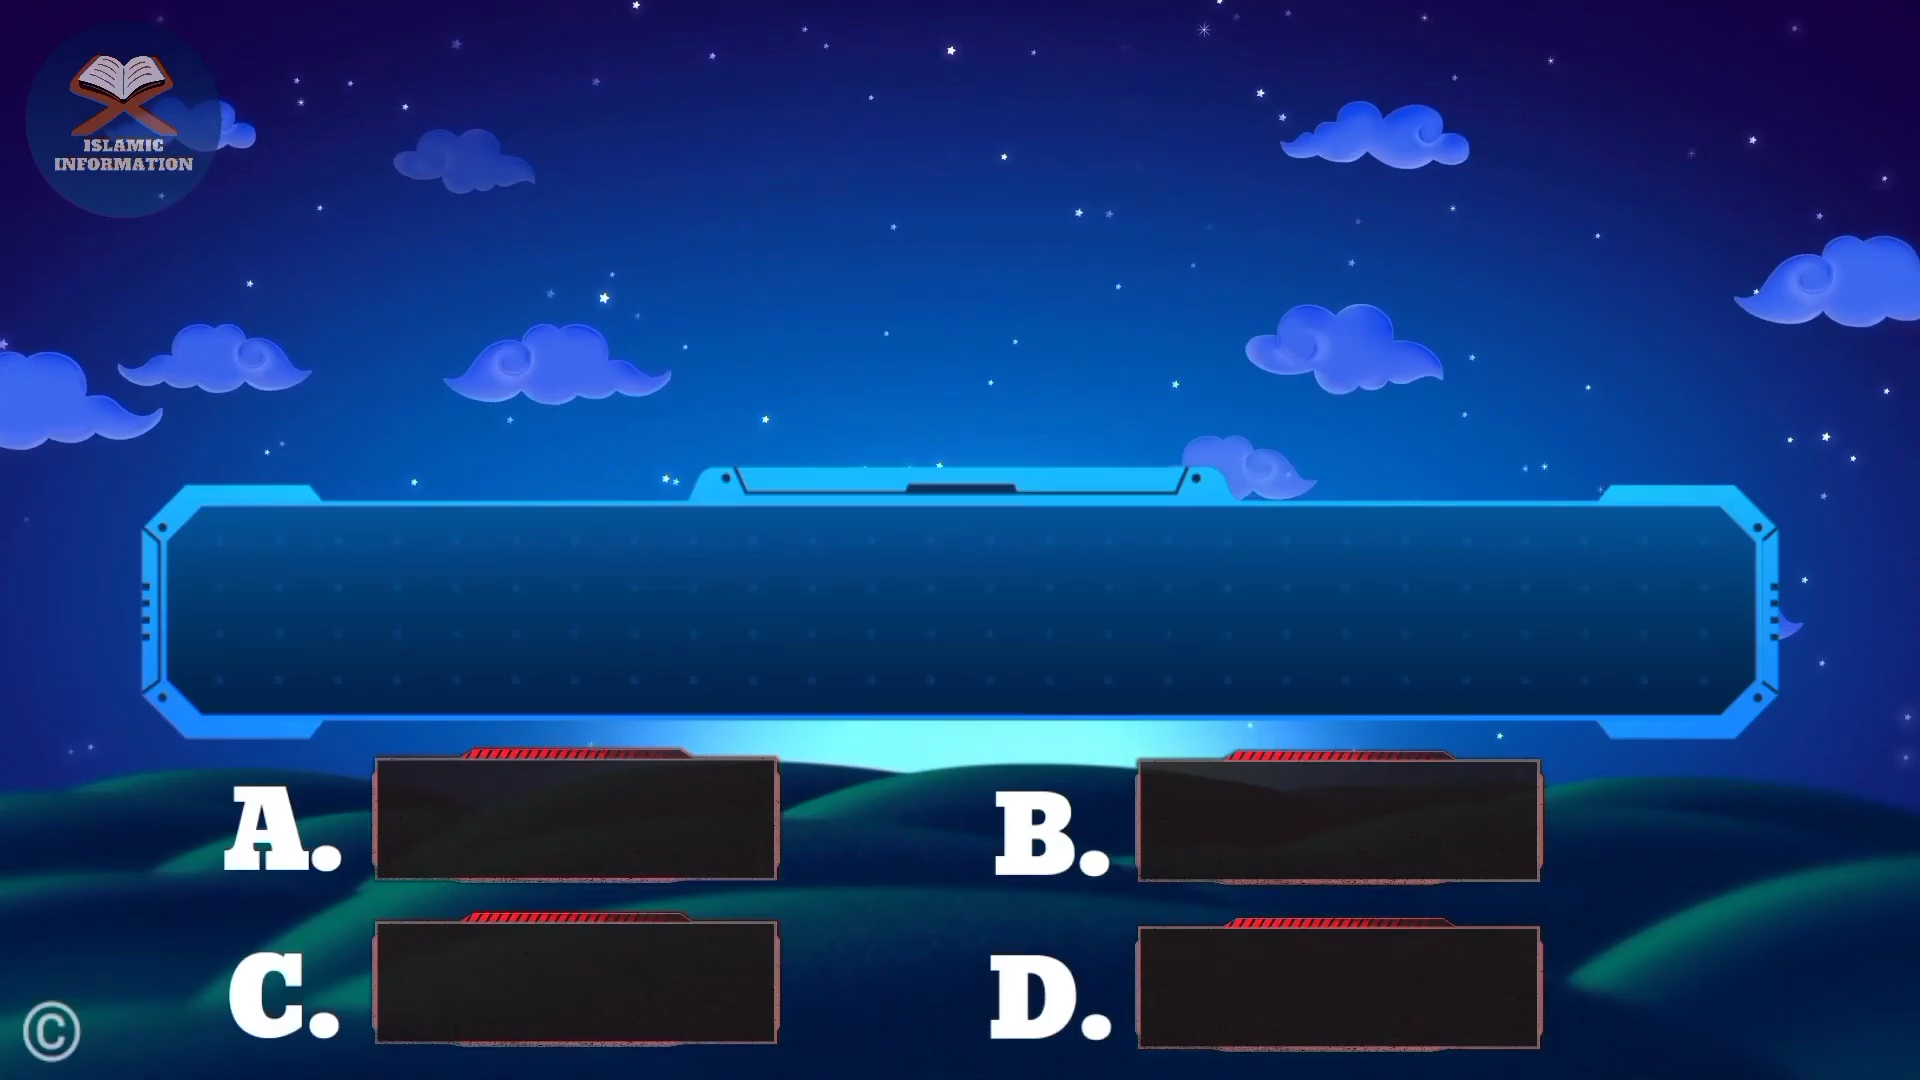 ISLAMIC
INFORMATION
A.
B.
C.
D.
©